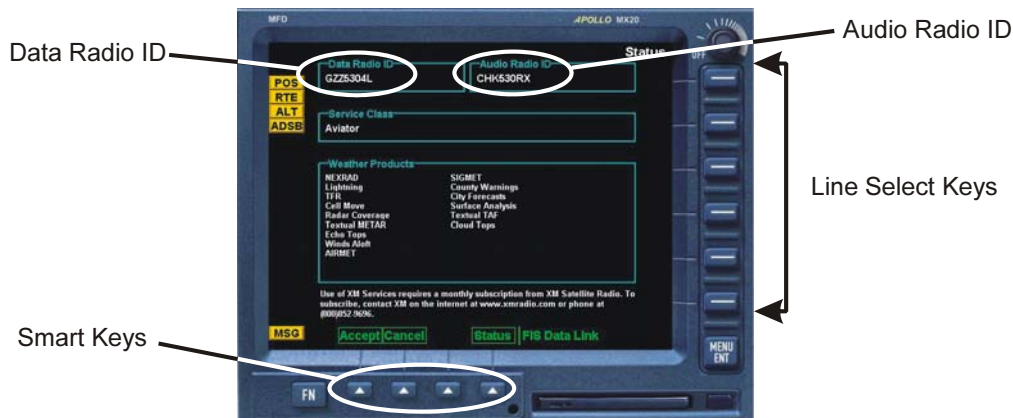 MFD
APOLLO MX20
Data Radio ID
Audio Radio ID
Status
OFF
Data Radio ID
GZZ5304L
Audio Radio ID
CHK530RX
POS
RTE
ALT
ADSB
Service Class
Aviator
Line Select Keys
Weather Products
NEXRAD
Lightning
TFR
Cell Move
Radar Coverage
Textual METAR
Echo Tops
Winds Aloft
AIRMET
SIGMET
County Warnings
City Forecasts
Surface Analysis
Textual TAF
Cloud Tops
Use of XM Services requires a monthly subscription from XM Satellite Radio. To
subscribe, contact XM on the internet at www.xmradio.com or phone at
(800)852-9696.
MSG
Accept Cancel
Status FIS Data Link
Smart Keys
FN
MENU
ENT